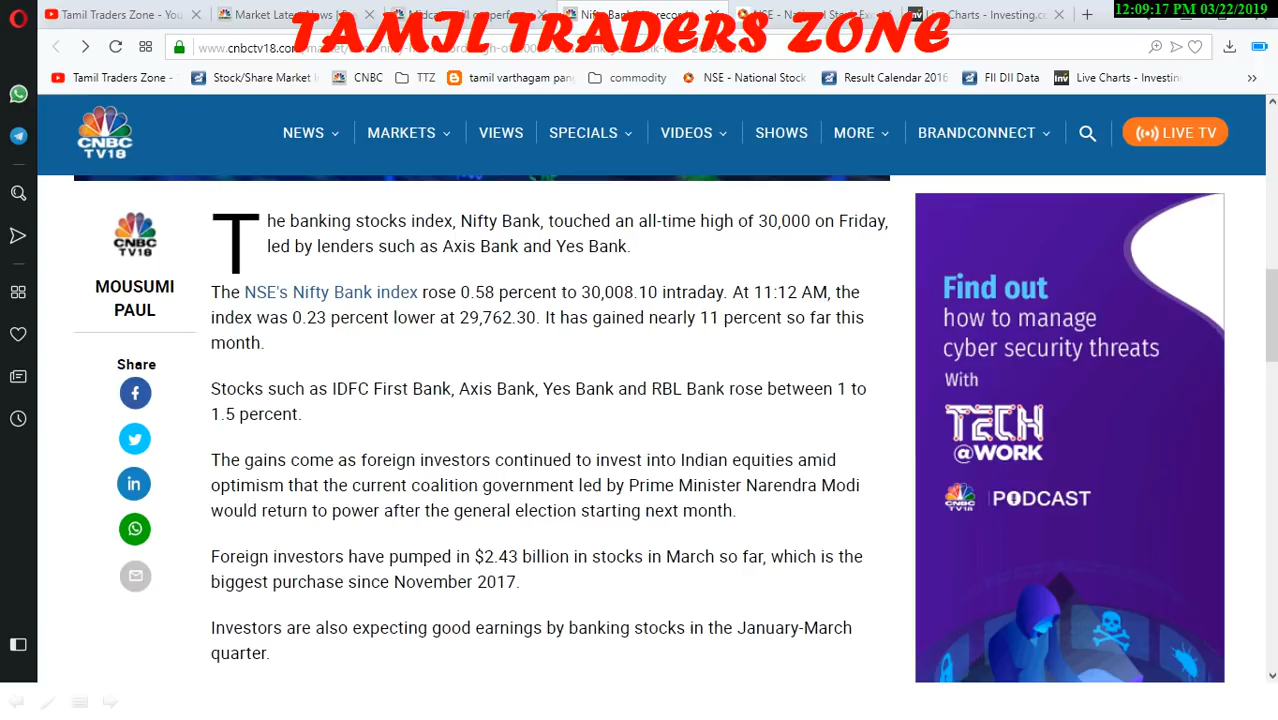 12:09:17 PM 03/22/2019
Tamil Traders Zone - You
Market Latest News
Nifty Bank
NSE - National Stock Ex
Live Charts - Investing.co
TAMIL TRADERS ZONE
www.cnbctv18.com
Tamil Traders Zone -
Stock/Share Market I
CNBC
TTZ
tamil varthagam pan
commodity
NSE - National Stock
Result Calendar 2016
FII DII Data
Live Charts - Investin
CNBC
TV18
NEWS
MARKETS
VIEWS
SPECIALS
VIDEOS
SHOWS
MORE
BRANDCONNECT
LIVE TV
CNBC
TV18
MOUSUMI
PAUL
Share
The banking stocks index, Nifty Bank, touched an all-time high of 30,000 on Friday,
led by lenders such as Axis Bank and Yes Bank.
The NSE's Nifty Bank index rose 0.58 percent to 30,008.10 intraday. At 11:12 AM, the
index was 0.23 percent lower at 29,762.30. It has gained nearly 11 percent so far this
month.
Stocks such as IDFC First Bank, Axis Bank, Yes Bank and RBL Bank rose between 1 to
1.5 percent.
The gains come as foreign investors continued to invest into Indian equities amid
optimism that the current coalition government led by Prime Minister Narendra Modi
would return to power after the general election starting next month.
Foreign investors have pumped in $2.43 billion in stocks in March so far, which is the
biggest purchase since November 2017.
Investors are also expecting good earnings by banking stocks in the January-March
quarter.
Find out
how to manage
cyber security threats
With
TECH
@WORK
PODCAST